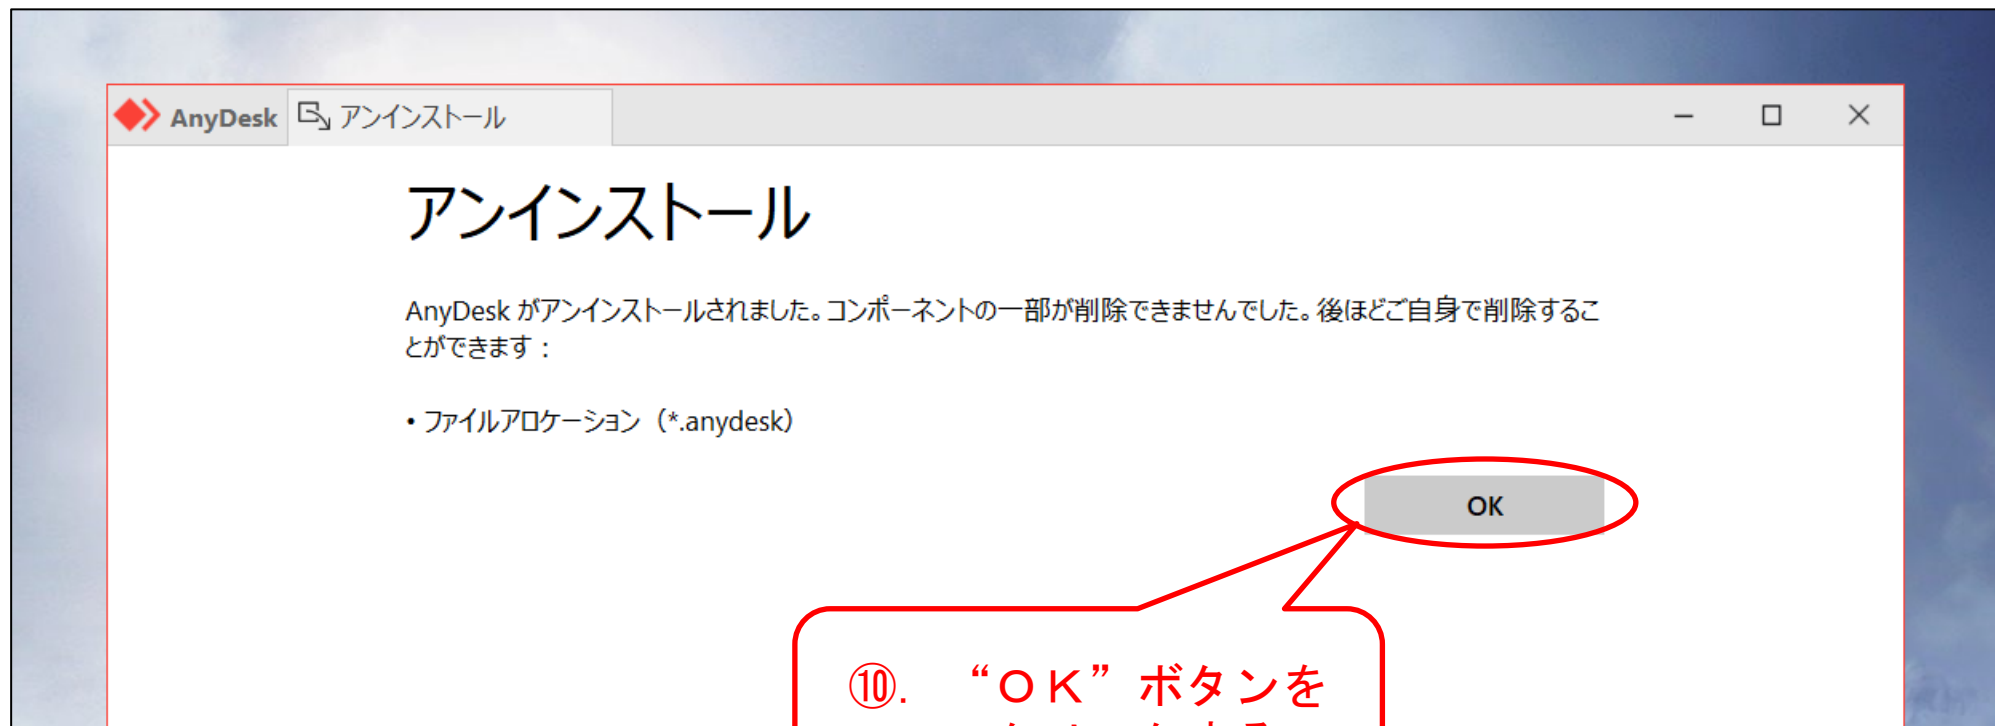 AnyDesk アンインストール
アンインストール
AnyDesk がアンインストールされました。コンポーネントの一部が削除できませんでした。後ほどご自身で削除するこ
とができます：
• ファイルアロケーション（*.anydesk）
OK
⑩. “ＯＫ”ボタンを